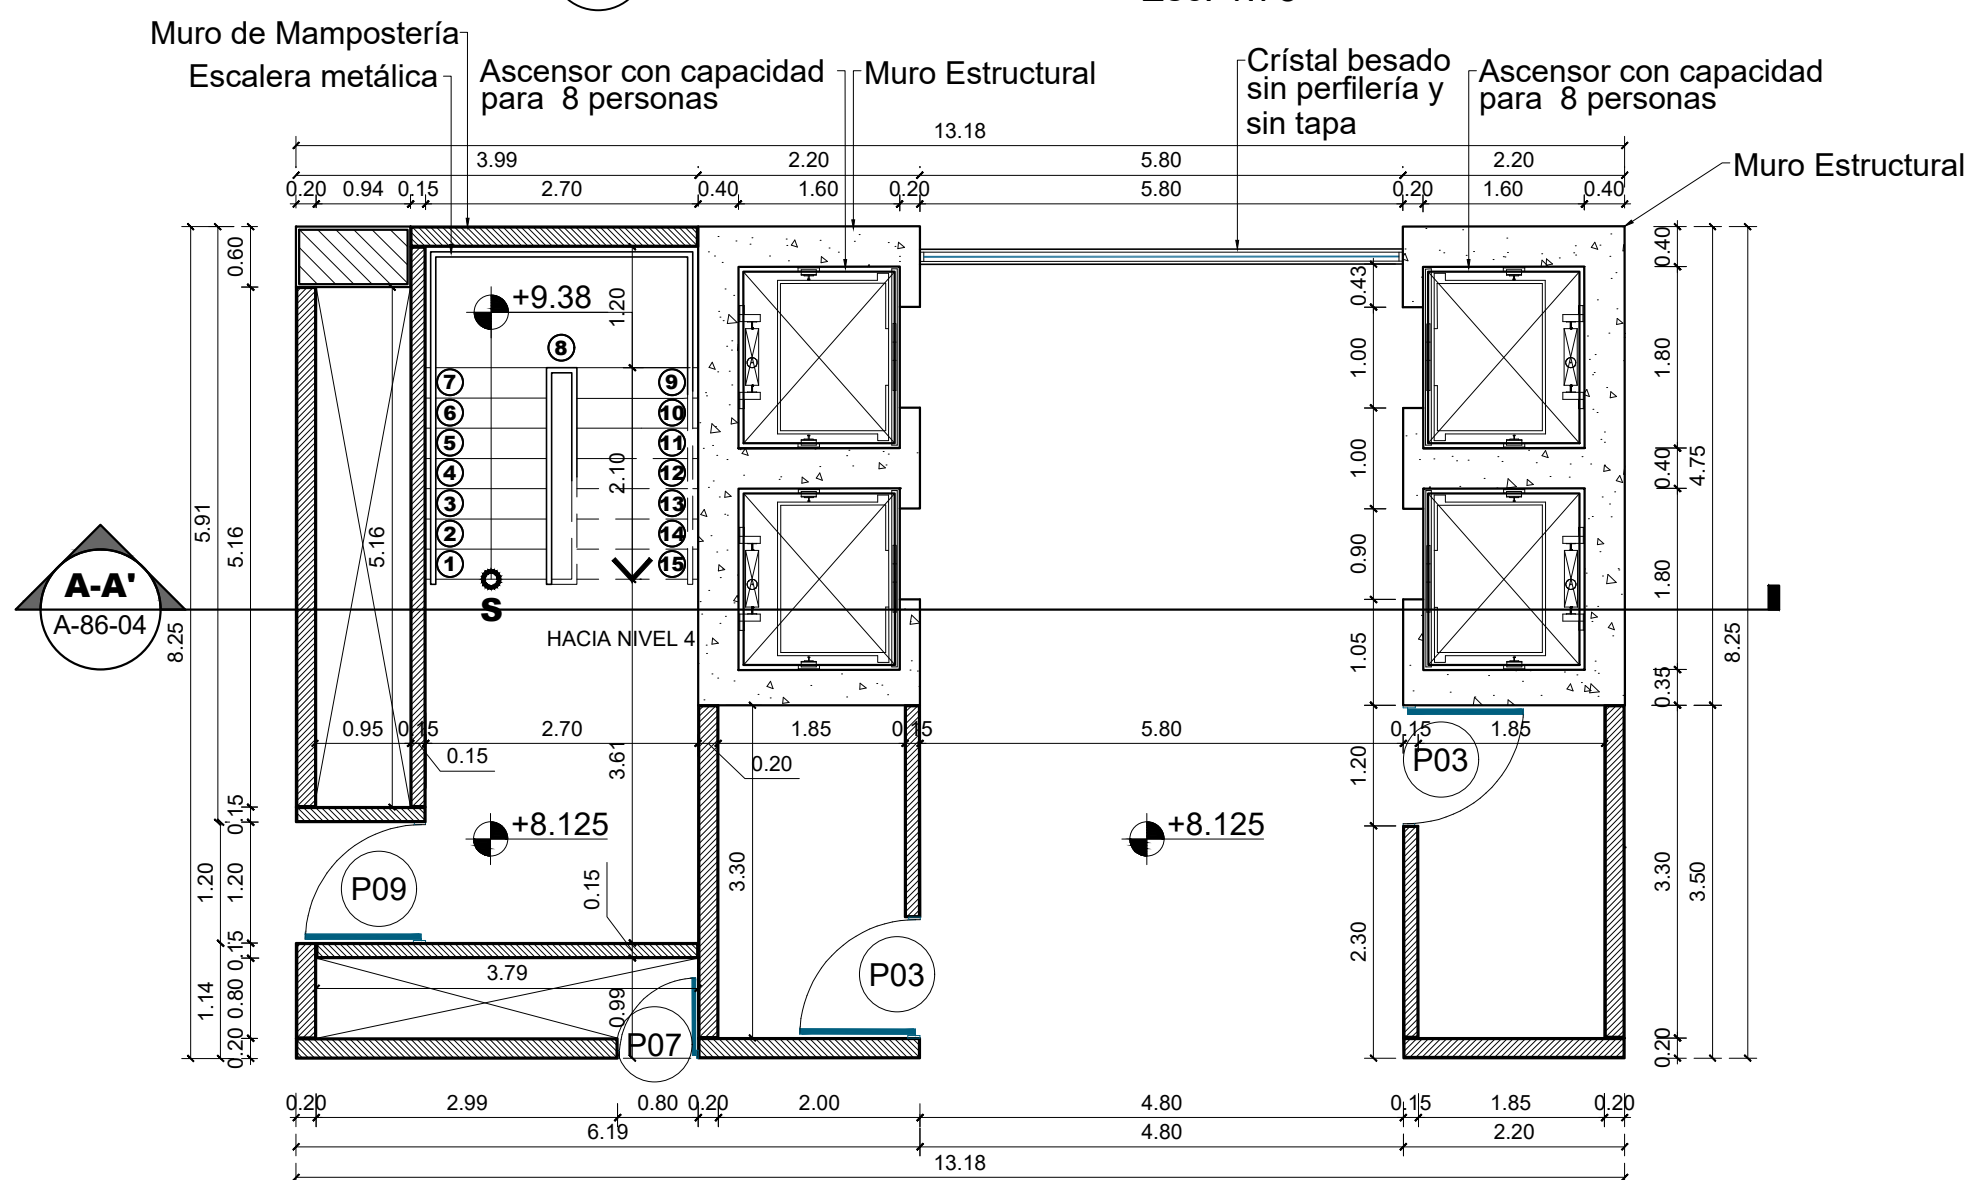 Muro de Mampostería
Escalera metálica
Ascensor con capacidad
para 8 personas
Muro Estructural
Crístal besado
sin perfilería y
sin tapa
Ascensor con capacidad
para 8 personas
Muro Estructural
13.18
3.99 2.20 5.80 2.20
0.20 0.94 0.15 2.70 0.40 1.60 0.20 5.80 0.20 1.60 0.40
0.60
5.16
5.91
8.25
5.16
+9.38
1.20
8
7 9
6 10
5 11
4 12
3 13
2 14
1 15
2.10
S
HACIA NIVEL 4
A-A'
A-86-04
A
A
A
A
0.43
1.00
1.00
0.90
1.05
0.40
1.80
0.40
4.75
1.80
0.35
8.25
0.95 0.15 2.70 1.85 0.15 5.80 0.15 1.85
0.15
0.20
3.61
P03
1.20
+8.125
+8.125
0.15
1.20
1.20
P09
0.15
3.30
P03
2.30
3.30
3.50
0.15
3.79
1.14
0.80
0.99
P07
0.20
0.20
0.20 2.99 0.80 0.20 2.00 4.80 0.15 1.85 0.20
6.19 4.80 2.20
13.18